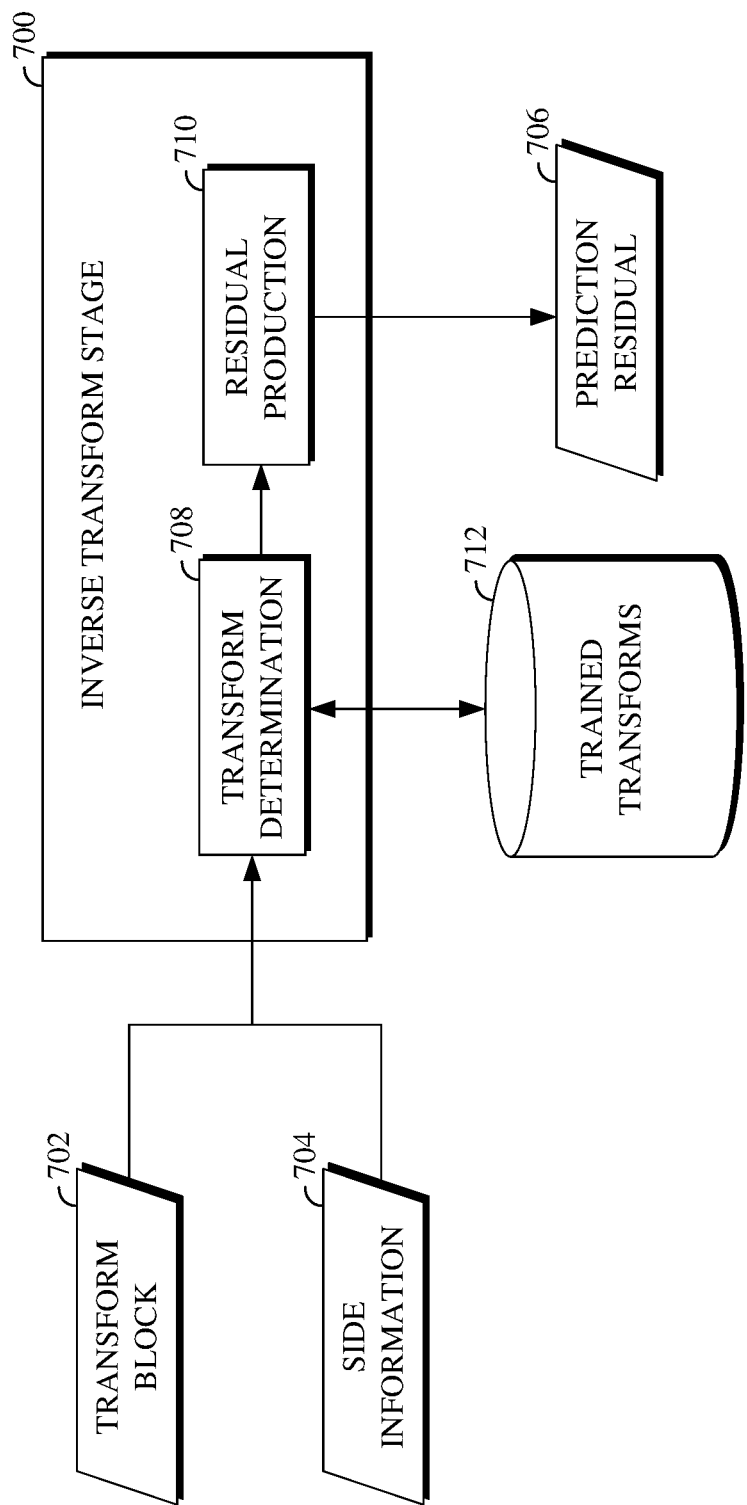 700
INVERSE TRANSFORM STAGE
702
TRANSFORM
BLOCK
708
TRANSFORM
DETERMINATION
710
RESIDUAL
PRODUCTION
704
SIDE
INFORMATION
712
TRAINED
TRANSFORMS
706
PREDICTION
RESIDUAL